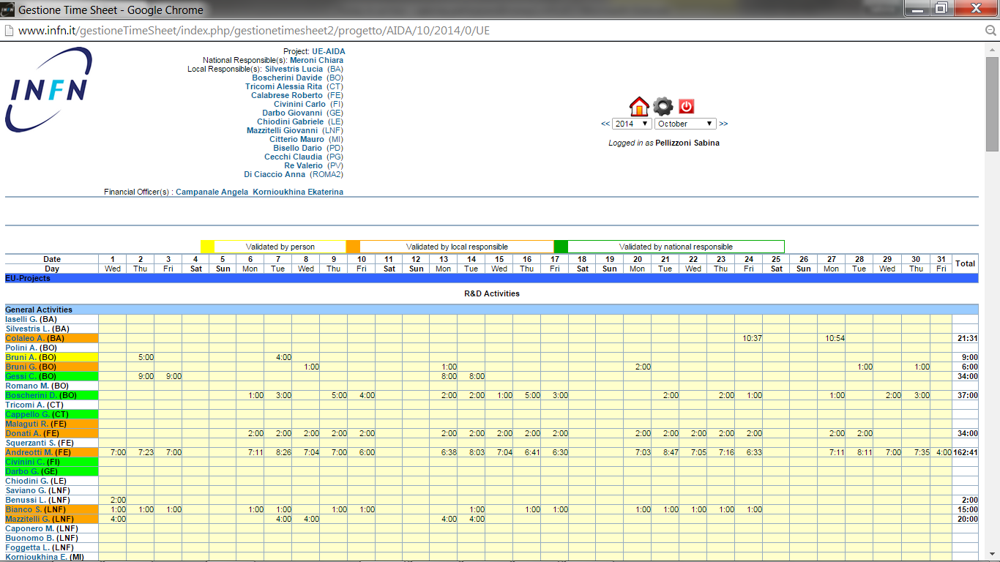 Gestione Time Sheet - Google Chrome
www.infn.it/gestioneTimeSheet/index.php/gestionetimesheet2/progetto/AIDA/10/2014/0/UE
INFN
Project: UE-AIDA
National Responsible(s): Meroni Chiara
Local Responsible(s): Silvestris Lucia (BA)
Boscherini Davide (BO)
Tricomi Alessia Rita (CT)
Calabrese Roberto (FE)
Civinini Carlo (FI)
Darbo Giovanni (GE)
Chiodini Gabriele (LE)
Mazzitelli Giovanni (LNF)
Citterio Mauro (MI)
Bisello Dario (PD)
Cecchi Claudia (PG)
Re Valerio (PV)
Di Ciaccio Anna (ROMA2)
Financial Officer(s) : Campanale Angela Kornioukhina Ekaterina
<< 2014 October >>
Logged in as Pellizzoni Sabina
Validated by person Validated by local responsible Validated by national responsible
Date 1 2 3 4 5 6 7 8 9 10 11 12 13 14 15 16 17 18 19 20 21 22 23 24 25 26 27 28 29 30 31 Total
Day Wed Thu Fri Sat Sun Mon Tue Wed Thu Fri Sat Sun Mon Tue Wed Thu Fri Sat Sun Mon Tue Wed Thu Fri Sat Sun Mon Tue Wed Thu Fri
EU-Projects
R&D Activities
General Activities
Iaselli G. (BA)
Silvestris L. (BA)
Colaleo A. (BA) 10:37 10:54 21:31
Polini A. (BO)
Bruni A. (BO) 5:00 4:00 9:00
Bruni G. (BO) 1:00 1:00 2:00 1:00 1:00 6:00
Gessi C. (BO) 9:00 9:00 8:00 8:00 34:00
Romano M. (BO)
Boscherini D. (BO) 1:00 3:00 5:00 4:00 2:00 2:00 1:00 5:00 3:00 2:00 2:00 1:00 1:00 2:00 3:00 37:00
Tricomi A. (CT)
Cappello G. (CT)
Malaguti R. (FE)
Donati A. (FE) 2:00 2:00 2:00 2:00 2:00 2:00 2:00 2:00 2:00 2:00 2:00 2:00 2:00 2:00 2:00 2:00 2:00 34:00
Squerzanti S. (FE)
Andreotti M. (FE) 7:00 7:23 7:00 7:11 8:26 7:04 7:00 6:00 6:38 8:03 7:04 6:41 6:30 7:03 8:47 7:05 7:16 6:33 7:11 8:11 7:00 7:35 4:00 162:41
Civinini C. (FI)
Darbo G. (GE)
Chiodini G. (LE)
Saviano G. (LNF)
Benussi L. (LNF) 2:00 2:00
Bianco S. (LNF) 1:00 1:00 1:00 1:00 1:00 1:00 1:00 1:00 1:00 1:00 1:00 1:00 1:00 1:00 1:00 15:00
Mazzitelli G. (LNF) 4:00 4:00 4:00 4:00 4:00 20:00
Caponero M. (LNF)
Buonomo B. (LNF)
Foggetta L. (LNF)
Kornioukhina E. (MI)